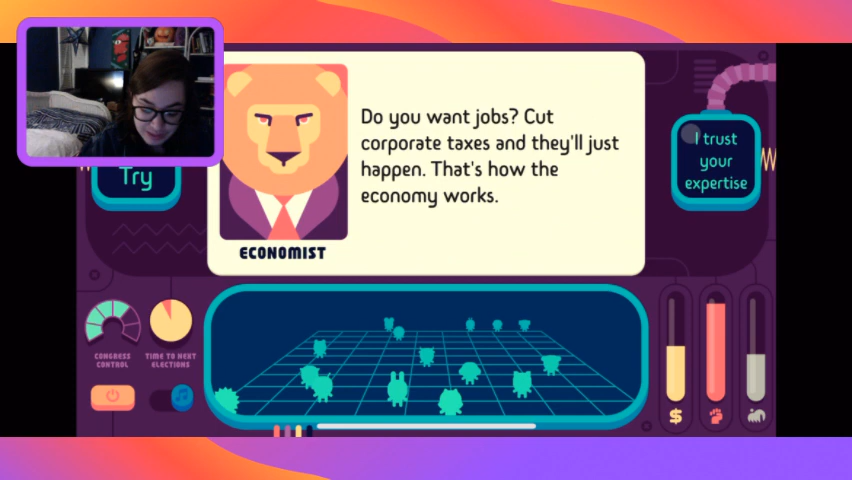 Do you want jobs? Cut
corporate taxes and they'll just
happen. That's how the
economy works.
ECONOMIST
Try
I trust
your
expertise
CONGRESS
CONTROL
TIME TO NEXT
ELECTIONS
$